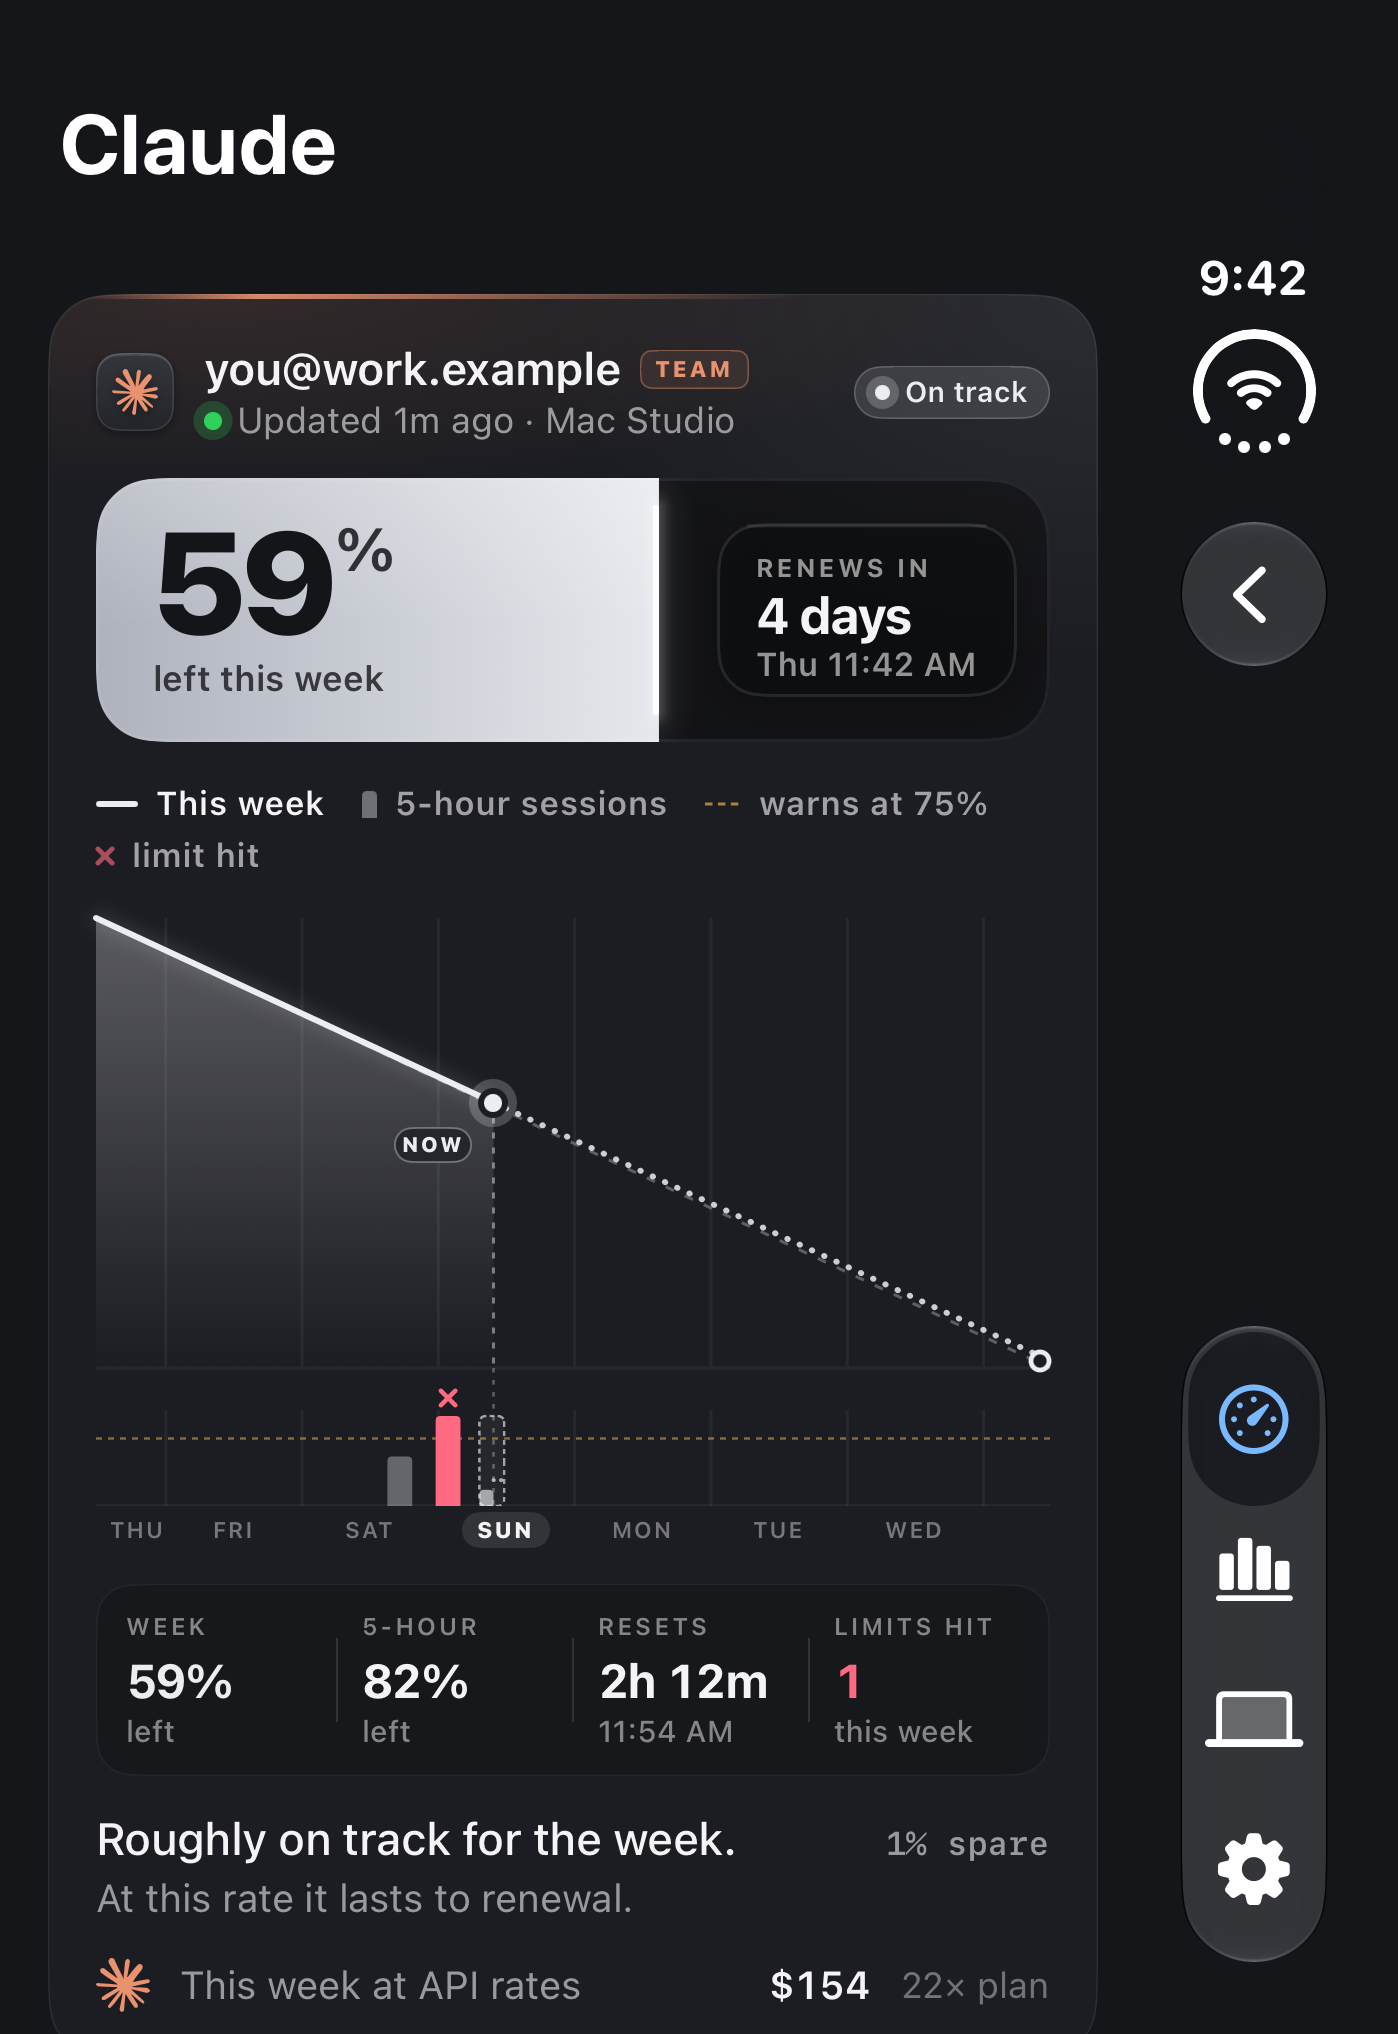 Claude
9:42
you@work.example TEAM
Updated 1m ago · Mac Studio
On track
59%
left this week
RENEWS IN
4 days
Thu 11:42 AM
This week 5-hour sessions warns at 75%
limit hit
NOW
THU FRI SAT SUN MON TUE WED
WEEK 5-HOUR RESETS LIMITS HIT
59% 82% 2h 12m 1
left left 11:54 AM this week
Roughly on track for the week. 1% spare
At this rate it lasts to renewal.
This week at API rates $154 22× plan